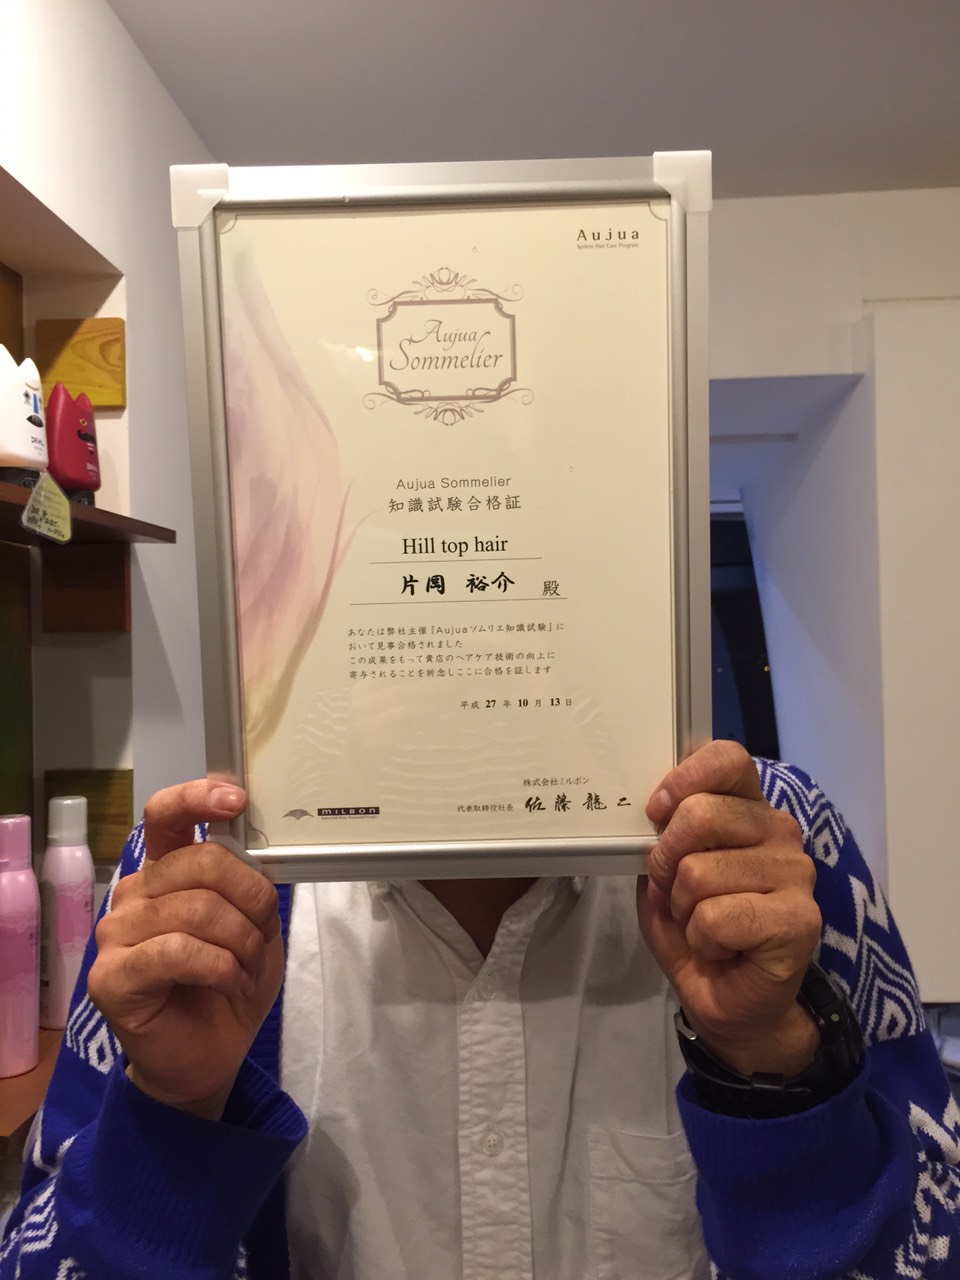 Aujua
System Hair Care Program
Aujua
Sommelier
Aujua Sommelier
知識試験合格証
Hill top hair
片岡 裕介 殿
あなたは弊社主催『Aujuaソムリエ知識試験』に
おいて見事合格されました
この成果をもって貴店のヘアケア技術の向上に
寄与されることを祈念しここに合格を証します
平成 27 年 10 月 13 日
株式会社ミルボン
代表取締役社長 佐藤 龍二
MILBON